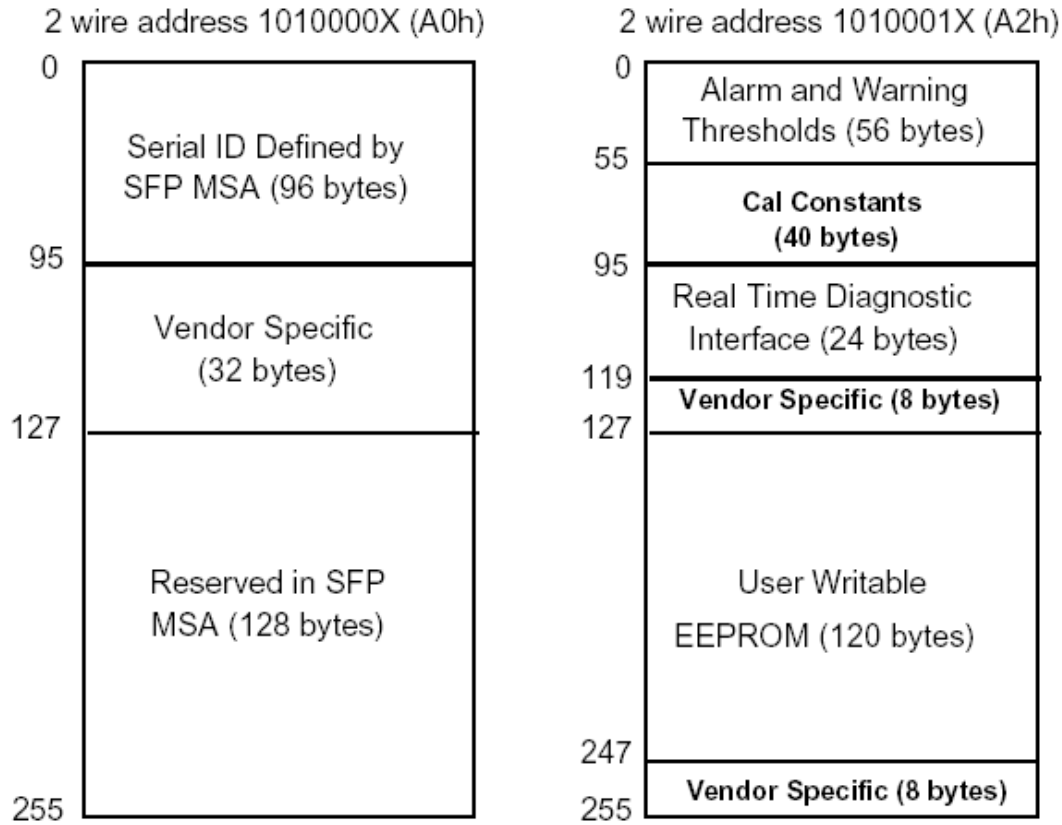 2 wire address 1010000X (A0h)
0
Serial ID Defined by
SFP MSA (96 bytes)
95
Vendor Specific
(32 bytes)
127
Reserved in SFP
MSA (128 bytes)
255
2 wire address 1010001X (A2h)
0
Alarm and Warning
Thresholds (56 bytes)
55
Cal Constants
(40 bytes)
95
Real Time Diagnostic
Interface (24 bytes)
119
Vendor Specific (8 bytes)
127
User Writable
EEPROM (120 bytes)
247
Vendor Specific (8 bytes)
255